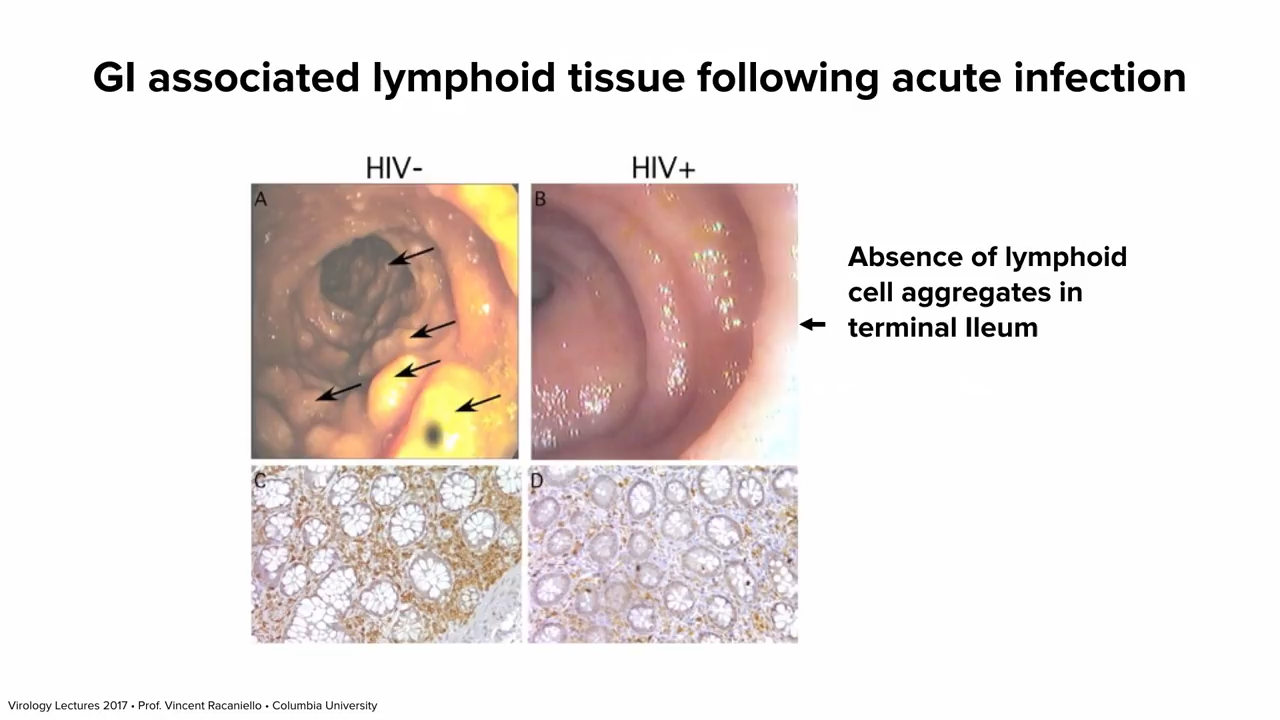 GI associated lymphoid tissue following acute infection
HIV-
HIV+
A
B
Absence of lymphoid
cell aggregates in
terminal Ileum
C
D
Virology Lectures 2017 • Prof. Vincent Racaniello • Columbia University